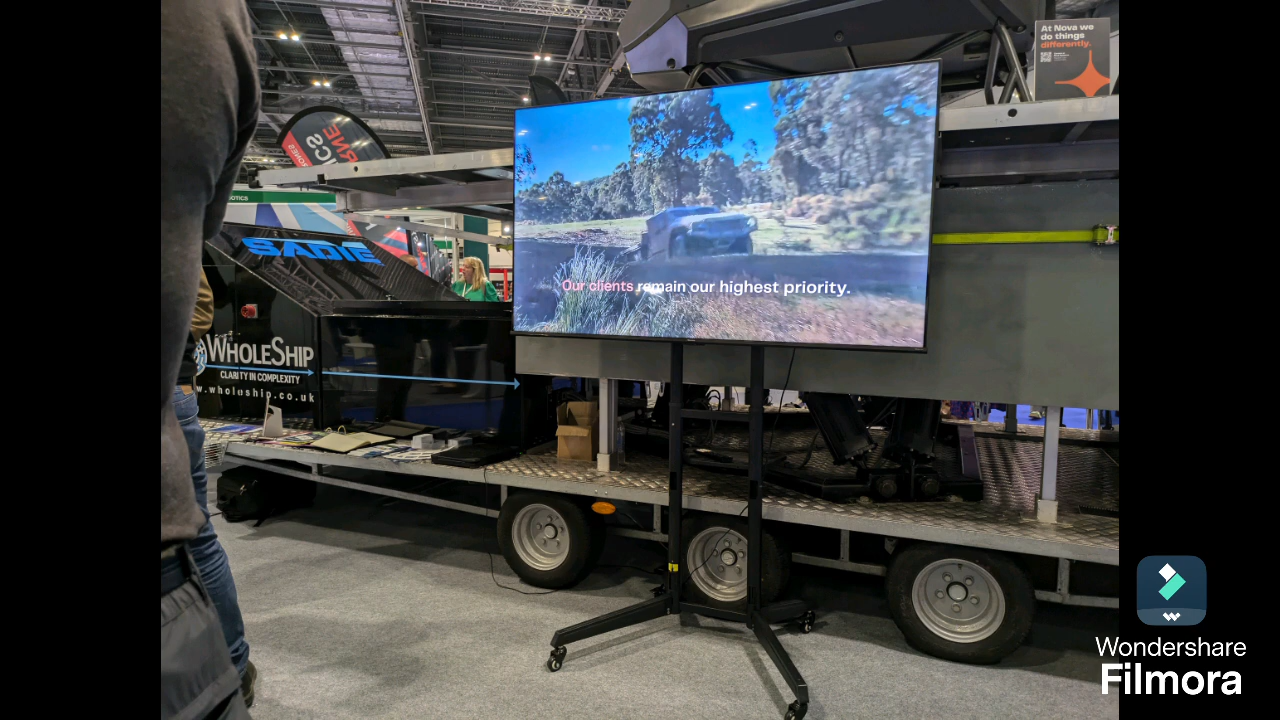 At Nova we
do things
differently.
OTICS
SADIE
WHOLESHIP
CLARITY IN COMPLEXITY
www.wholeship.co.uk
Our clients remain our highest priority.
Wondershare
Filmora